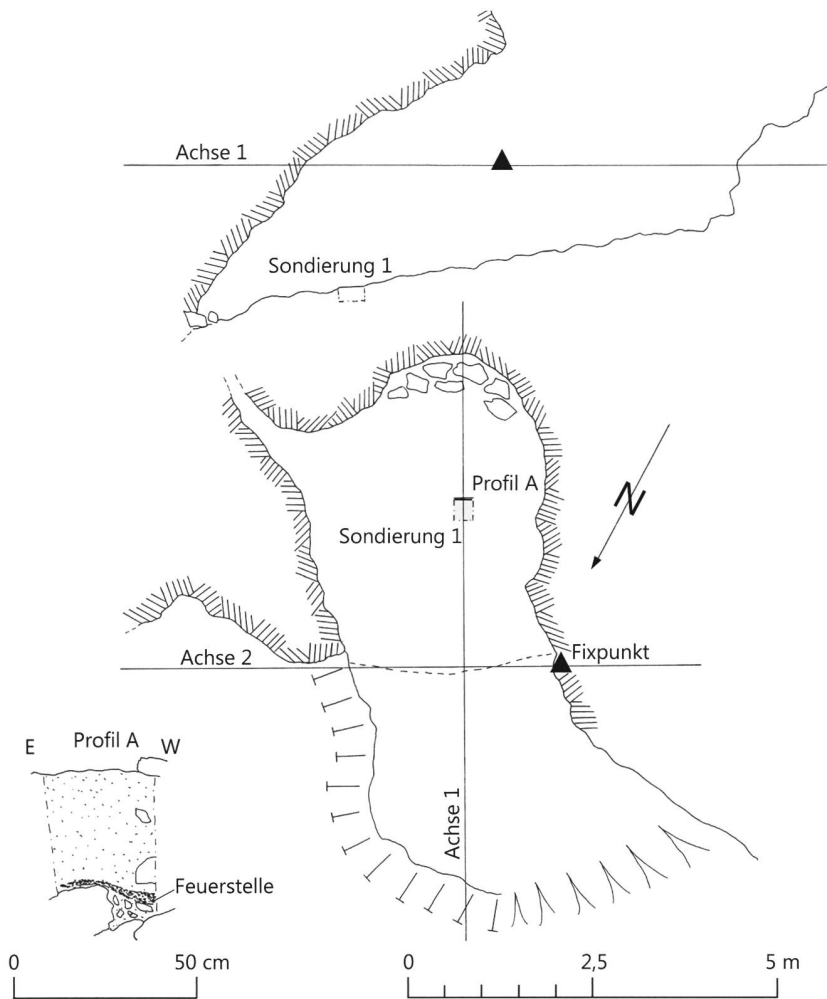 Achse 1
Sondierung 1
Profil A
Sondierung 1
N
Fixpunkt
Achse 2
Achse 1
E Profil A W
Feuerstelle
0 50 cm
0 2,5 5 m